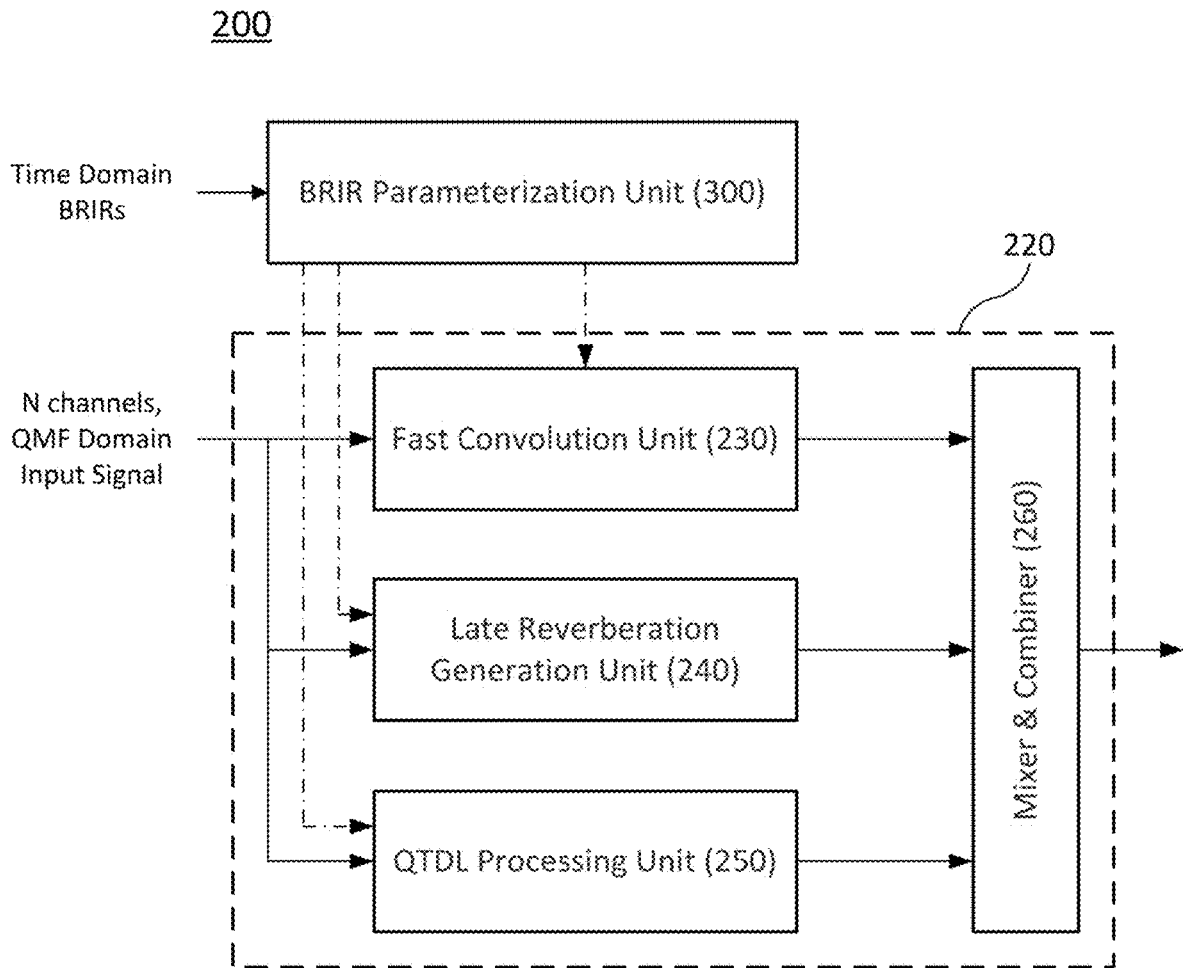 200
Time Domain
BRIRs
BRIR Parameterization Unit (300)
220
N channels,
QMF Domain
Input Signal
Fast Convolution Unit (230)
Late Reverberation
Generation Unit (240)
QTDL Processing Unit (250)
Mixer & Combiner (260)